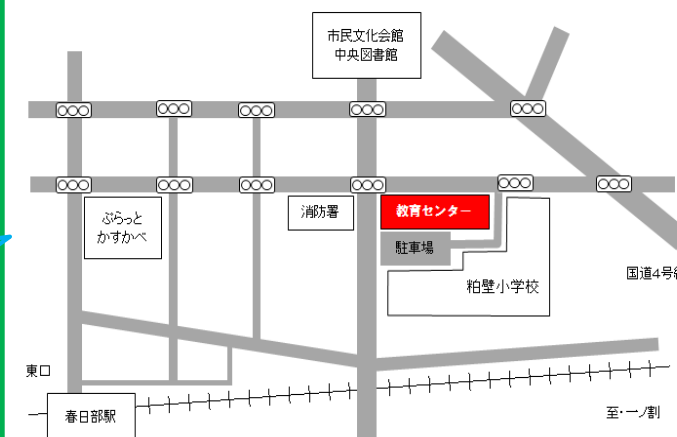 市民文化会館
中央図書館
ぷらっと
かすかべ
消防署
教育センター
駐車場
粕壁小学校
国道4号
東口
春日部駅
至・一ノ割